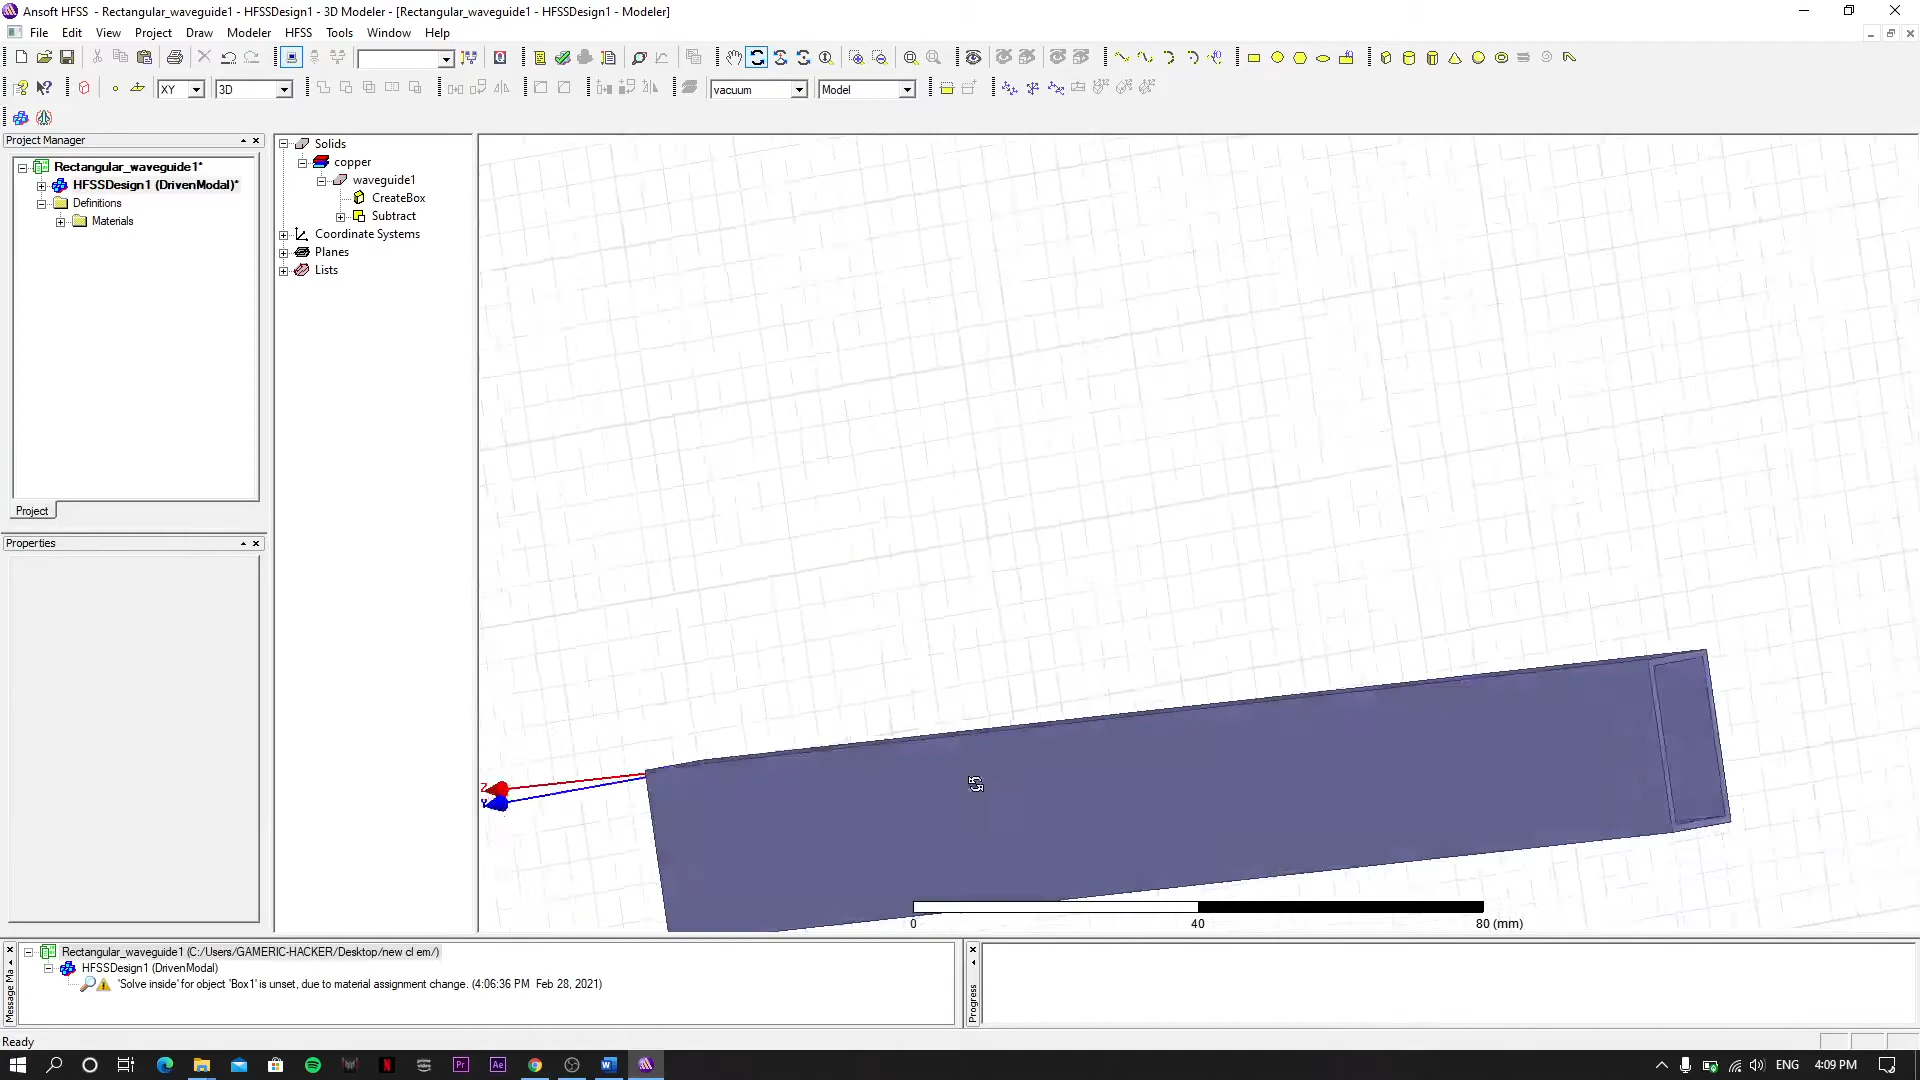 Ansoft HFSS - Rectangular_waveguide1 - HFSSDesign1 - 3D Modeler - [Rectangular_waveguide1 - HFSSDesign1 - Modeler]
File Edit View Project Draw Modeler HFSS Tools Window Help
XY 3D vacuum Model
Project Manager
Rectangular_waveguide1*
HFSSDesign1 (DrivenModal)*
Definitions
Materials
Project
Properties
Solids
copper
waveguide1
CreateBox
Subtract
Coordinate Systems
Planes
Lists
Z
0 40 80 (mm)
Rectangular_waveguide1 (C:/Users/GAMERIC-HACKER/Desktop/new cl em/)
HFSSDesign1 (DrivenModal)
'Solve inside' for object 'Box1' is unset, due to material assignment change. (4:06:36 PM Feb 28, 2021)
Message Ma
Progress
Ready
Pr Ae ENG 4:09 PM